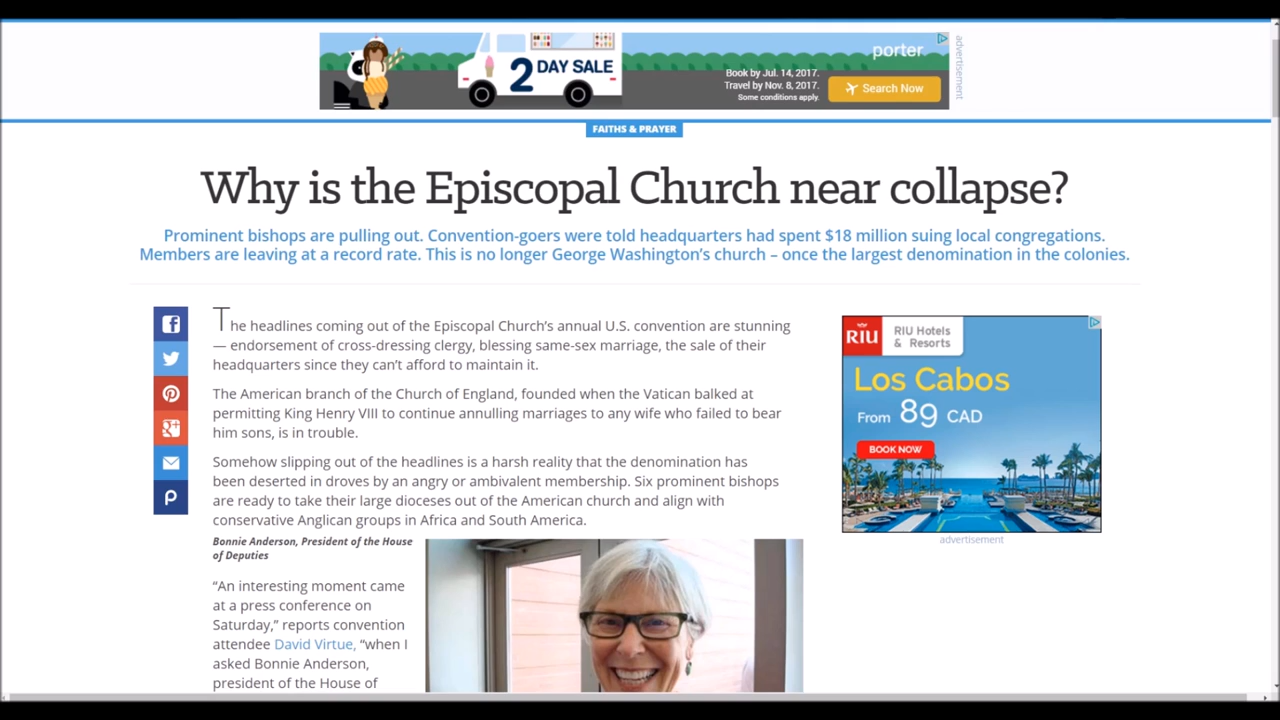 2 DAY SALE
Book by Jul. 14, 2017.
Travel by Nov. 8, 2017.
Some conditions apply.
porter
Search Now
advertisement
FAITHS & PRAYER
Why is the Episcopal Church near collapse?
Prominent bishops are pulling out. Convention-goers were told headquarters had spent $18 million suing local congregations.
Members are leaving at a record rate. This is no longer George Washington’s church – once the largest denomination in the colonies.
The headlines coming out of the Episcopal Church’s annual U.S. convention are stunning
— endorsement of cross-dressing clergy, blessing same-sex marriage, the sale of their
headquarters since they can’t afford to maintain it.
The American branch of the Church of England, founded when the Vatican balked at
permitting King Henry VIII to continue annulling marriages to any wife who failed to bear
him sons, is in trouble.
Somehow slipping out of the headlines is a harsh reality that the denomination has
been deserted in droves by an angry or ambivalent membership. Six prominent bishops
are ready to take their large dioceses out of the American church and align with
conservative Anglican groups in Africa and South America.
Bonnie Anderson, President of the House
of Deputies
“An interesting moment came
at a press conference on
Saturday,” reports convention
attendee David Virtue, “when I
asked Bonnie Anderson,
president of the House of
RIU
RIU Hotels
& Resorts
Los Cabos
From 89 CAD
BOOK NOW
advertisement